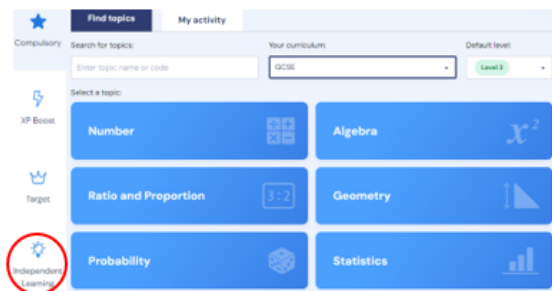 Compulsory
XP Boost
Target
Independent
Learning
Find topics
My activity
Search for topics:
Your curriculum:
Default level:
Enter topic name or code
GCSE
Level 3
Select a topic:
Number
Algebra
x²
Ratio and Proportion
3:2
Geometry
Probability
Statistics